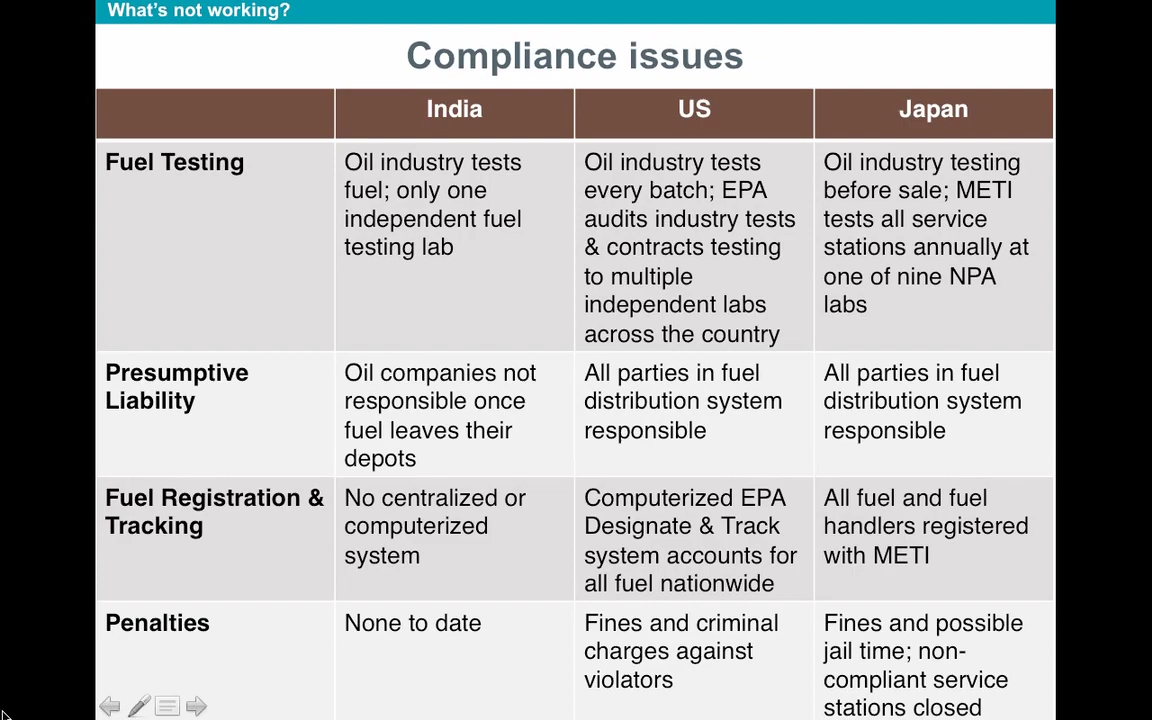 What's not working?
Compliance issues
India
US
Japan
Fuel Testing
Oil industry tests
fuel; only one
independent fuel
testing lab
Oil industry tests
every batch; EPA
audits industry tests
& contracts testing
to multiple
independent labs
across the country
Oil industry testing
before sale; METI
tests all service
stations annually at
one of nine NPA
labs
Presumptive
Liability
Oil companies not
responsible once
fuel leaves their
depots
All parties in fuel
distribution system
responsible
All parties in fuel
distribution system
responsible
Fuel Registration &
Tracking
No centralized or
computerized
system
Computerized EPA
Designate & Track
system accounts for
all fuel nationwide
All fuel and fuel
handlers registered
with METI
Penalties
None to date
Fines and criminal
charges against
violators
Fines and possible
jail time; non-
compliant service
stations closed